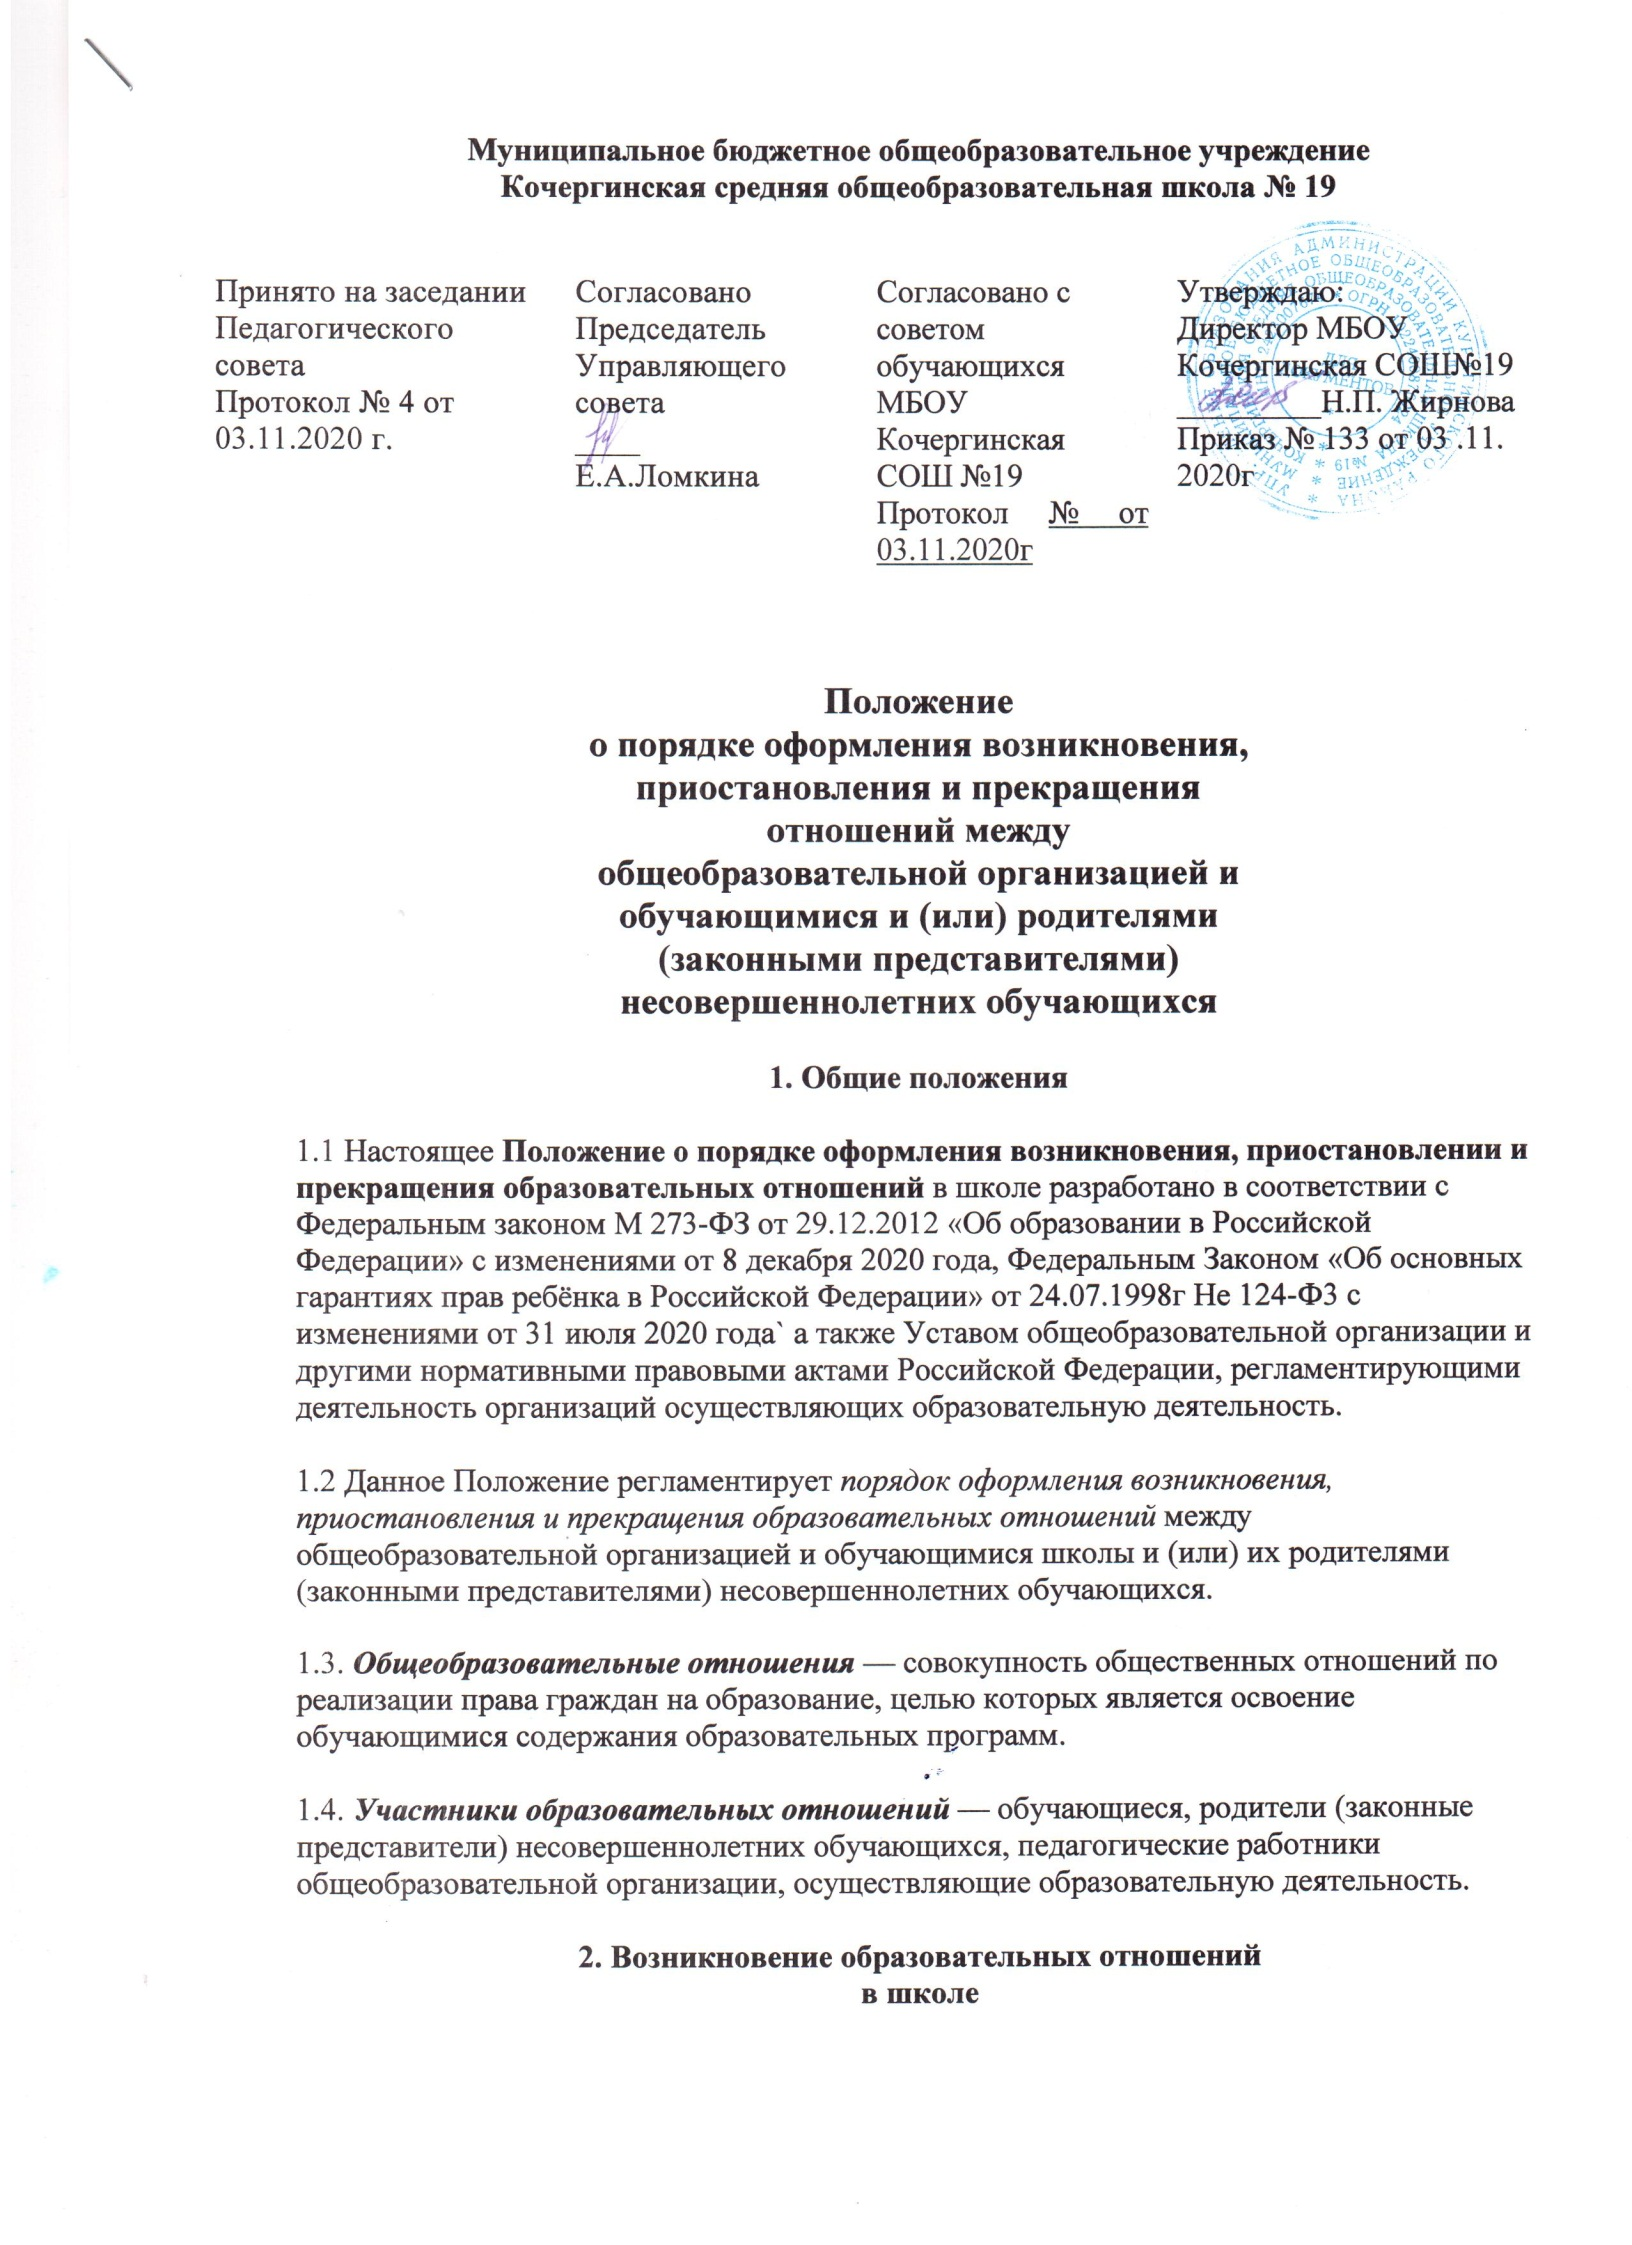 Муниципальное бюджетное общеобразовательное учреждение
Кочергинская средняя общеобразовательная школа № 19
Принято на заседании
Педагогического
совета
Протокол № 4 от
03.11.2020 г.
Согласовано
Председатель
Управляющего
совета
____
Е.А.Ломкина
Согласовано с
советом
обучающихся
МБОУ
Кочергинская
СОШ №19
Протокол № от
03.11.2020г
Утверждаю:
Директор МБОУ
Кочергинская СОШ№19
_________Н.П. Жирнова
Приказ № 133 от 03 .11.
2020г
Положение
о порядке оформления возникновения,
приостановления и прекращения
отношений между
общеобразовательной организацией и
обучающимися и (или) родителями
(законными представителями)
несовершеннолетних обучающихся
1. Общие положения
1.1 Настоящее Положение о порядке оформления возникновения, приостановлении и
прекращения образовательных отношений в школе разработано в соответствии с
Федеральным законом М 273-ФЗ от 29.12.2012 «Об образовании в Российской
Федерации» с изменениями от 8 декабря 2020 года, Федеральным Законом «Об основных
гарантиях прав ребёнка в Российской Федерации» от 24.07.1998г Не 124-ФЗ с
изменениями от 31 июля 2020 года` а также Уставом общеобразовательной организации и
другими нормативными правовыми актами Российской Федерации, регламентирующими
деятельность организаций осуществляющих образовательную деятельность.
1.2 Данное Положение регламентирует порядок оформления возникновения,
приостановления и прекращения образовательных отношений между
общеобразовательной организацией и обучающимися школы и (или) их родителями
(законными представителями) несовершеннолетних обучающихся.
1.3. Общеобразовательные отношения — совокупность общественных отношений по
реализации права граждан на образование, целью которых является освоение
обучающимися содержания образовательных программ.
1.4. Участники образовательных отношений — обучающиеся, родители (законные
представители) несовершеннолетних обучающихся, педагогические работники
общеобразовательной организации, осуществляющие образовательную деятельность.
2. Возникновение образовательных отношений
в школе